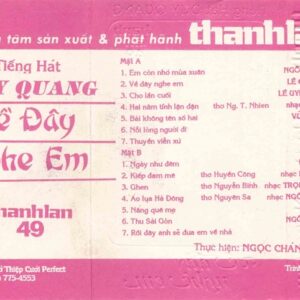 tâm sản xuất & phát hành thanhlan
Tiếng Hát
QUANG
Đây
Em
thanhlan
49
Thiệp Cưới Perfect
775-4553
Mặt A
1. Em còn nhớ mùa xuân
2. Về đây nghe em
3. Cho lần cuối
4. Hai năm tình lận đận thơ Ng. T. Nhiên
5. Bài không tên số hai
6. Nỗi lòng người đi
7. Thuyền viễn xứ
Mặt B
1. Ngày như đêm
2. Kiếp đam mê thơ Huyền Công
3. Ghen thơ Nguyễn Bính nhạc TRỌ
4. Áo lụa Hà Đông thơ Nguyên Sa nhạc
5. Nắng quê mẹ
6. Thu Sài Gòn
7. Rồi đây anh sẽ đưa em về nhà
Thực hiện: NGỌC CHÁN